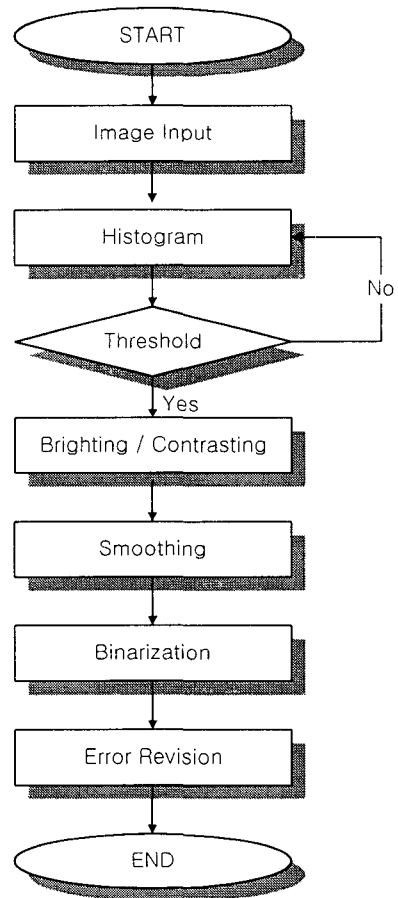 START
Image Input
Histogram
No
Threshold
Yes
Brighting / Contrasting
Smoothing
Binarization
Error Revision
END